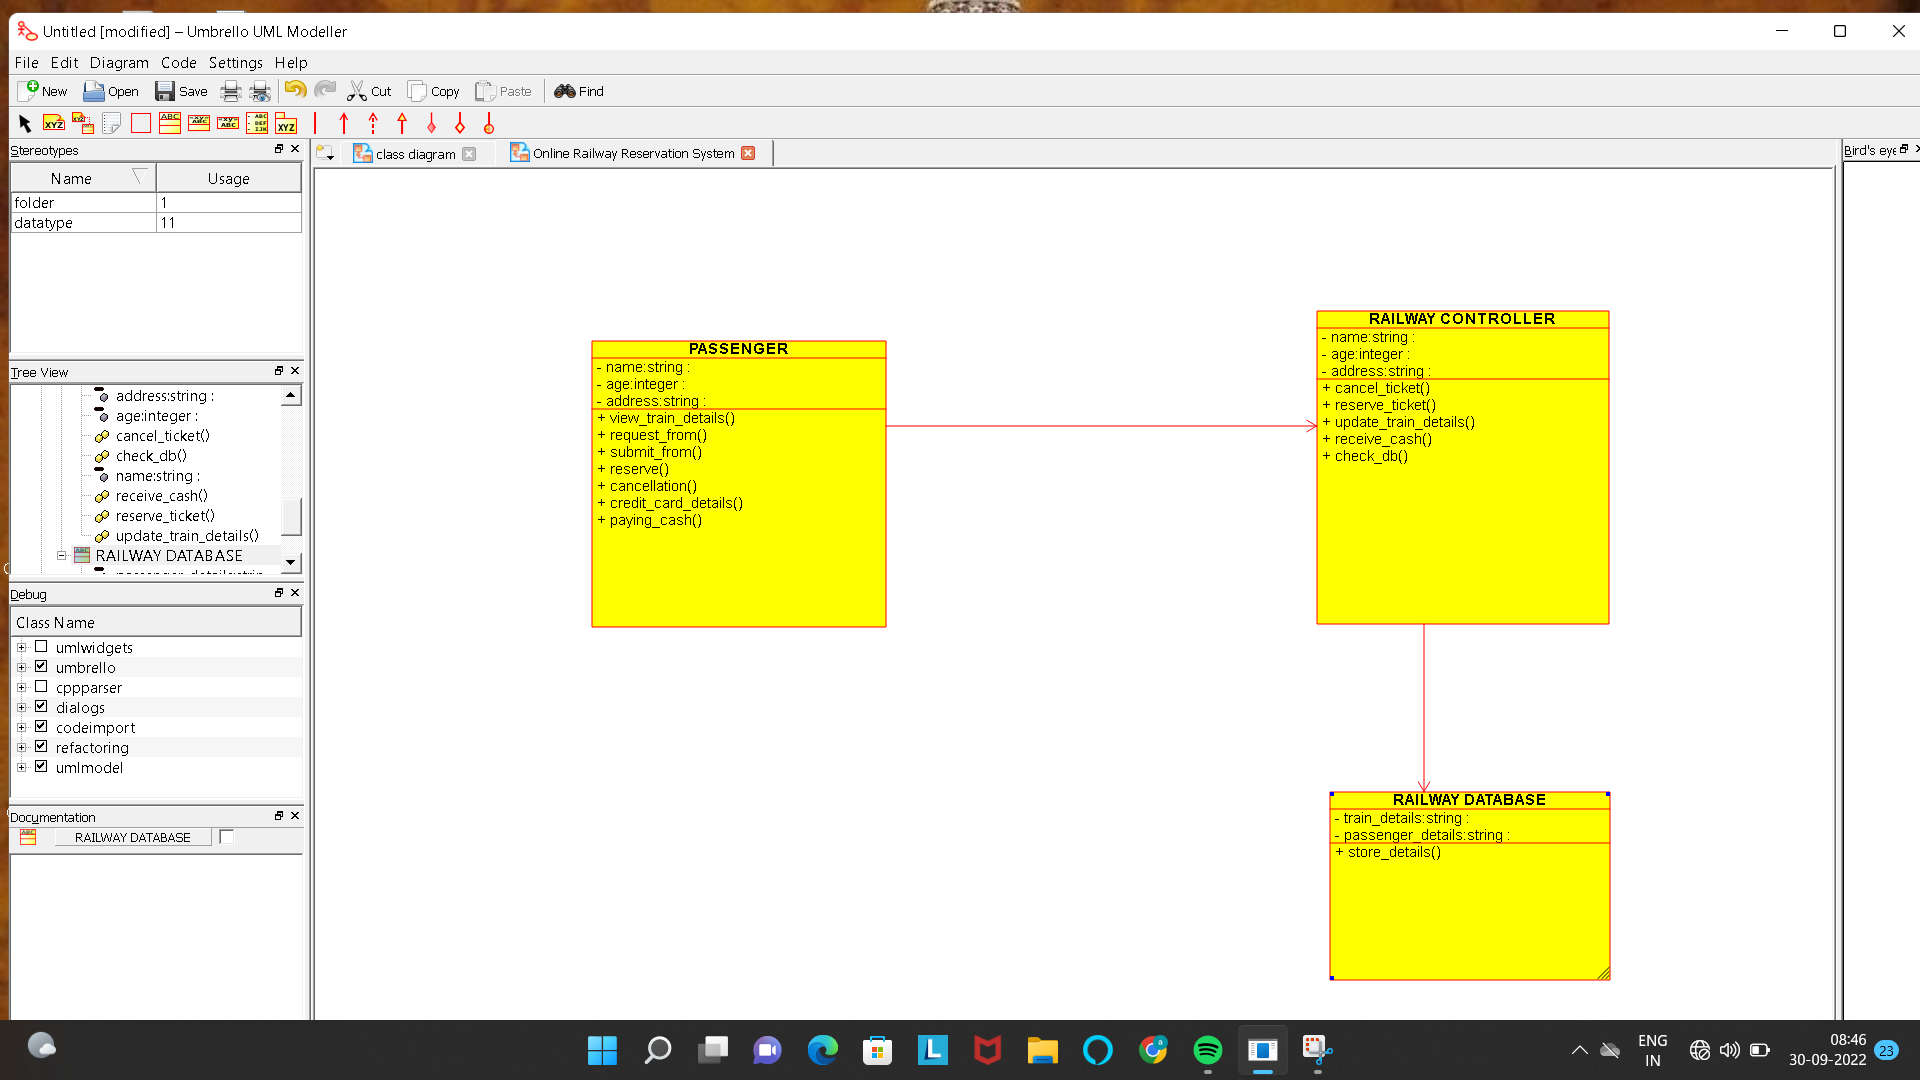 Untitled [modified] – Umbrello UML Modeller
File Edit Diagram Code Settings Help
New Open Save Cut Copy Paste Find
Stereotypes
Name Usage
folder 1
datatype 11
Tree View
address:string :
age:integer :
cancel_ticket()
check_db()
name:string :
receive_cash()
reserve_ticket()
update_train_details()
RAILWAY DATABASE
Debug
Class Name
umlwidgets
umbrello
cppparser
dialogs
codeimport
refactoring
umlmodel
Documentation
RAILWAY DATABASE
class diagram
Online Railway Reservation System
Bird's eye
PASSENGER
- name:string :
- age:integer :
- address:string :
+ view_train_details()
+ request_from()
+ submit_from()
+ reserve()
+ cancellation()
+ credit_card_details()
+ paying_cash()
RAILWAY CONTROLLER
- name:string :
- age:integer :
- address:string :
+ cancel_ticket()
+ reserve_ticket()
+ update_train_details()
+ receive_cash()
+ check_db()
RAILWAY DATABASE
- train_details:string :
- passenger_details:string :
+ store_details()
ENG
IN
08:46
30-09-2022
23